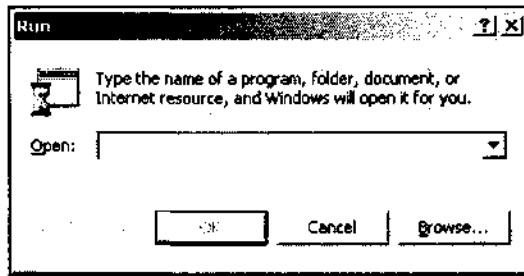 Run
Type the name of a program, folder, document, or
Internet resource, and Windows will open it for you.
Open:
OK Cancel Browse...